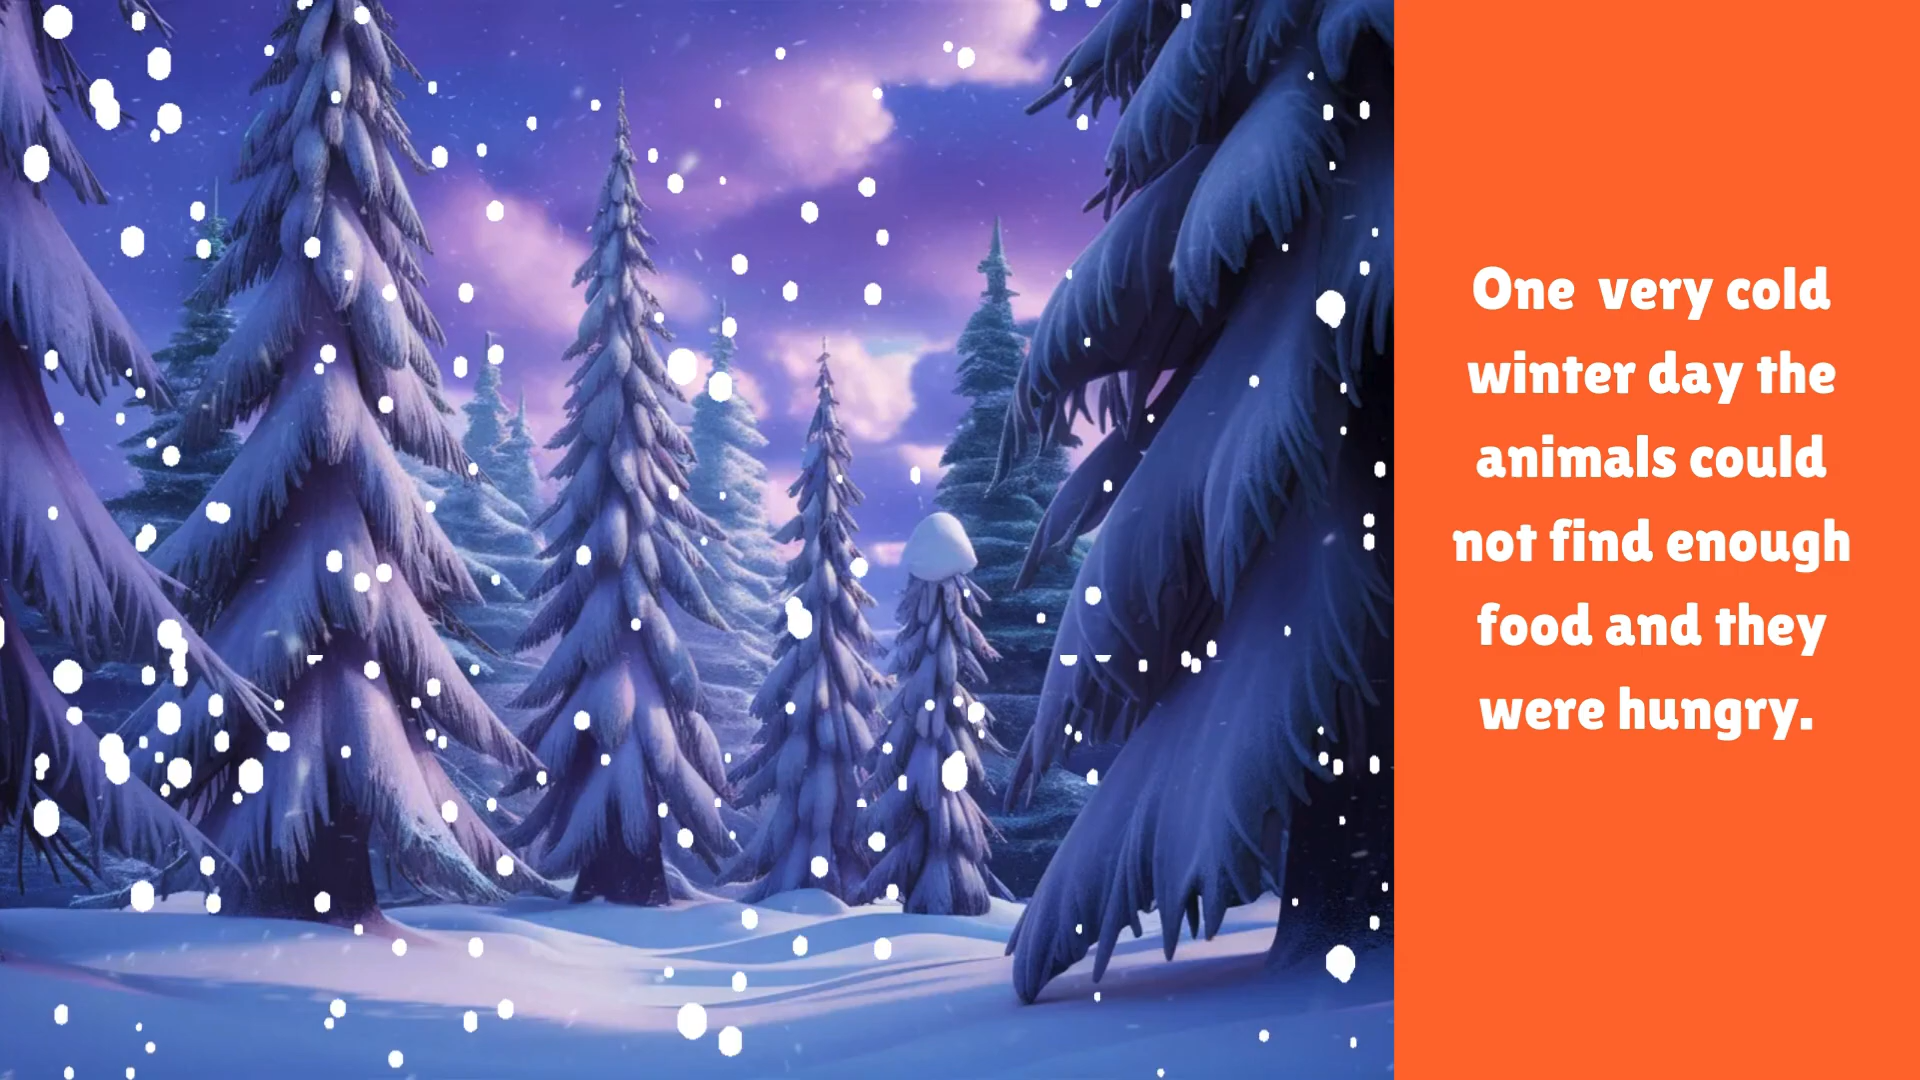 One  very cold
winter day the
animals could
not find enough
food and they
were hungry.